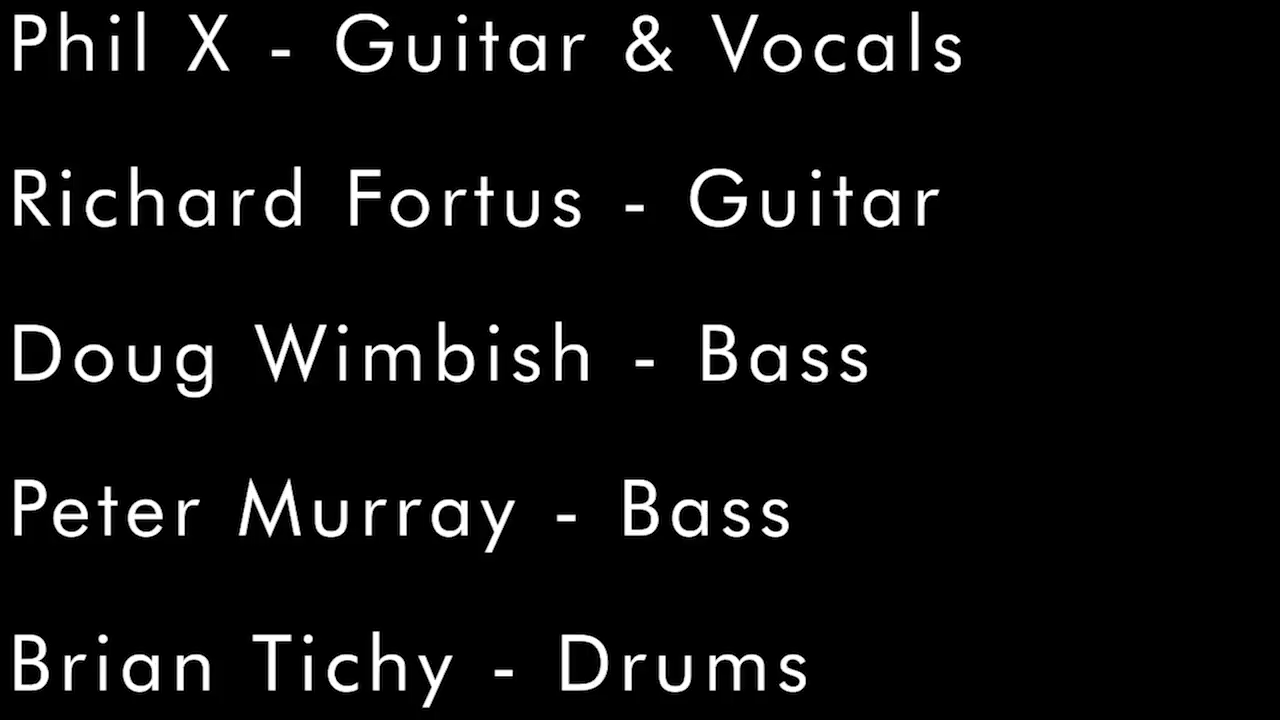 Phil X - Guitar & Vocals
Richard Fortus - Guitar
Doug Wimbish - Bass
Peter Murray - Bass
Brian Tichy - Drums